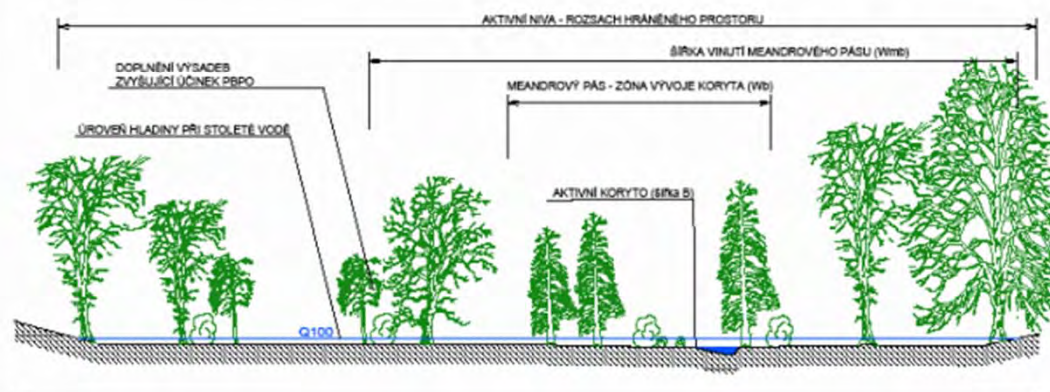 AKTIVNÍ NIVA - ROZSACH HRÁNĚNÉHO PROSTORU
ŠÍŘKA VINUTÍ MEANDROVÉHO PÁSU (Wmb)
DOPLNĚNÍ VÝSADEB
ZVYŠUJÍCÍ ÚČINEK PBPO
MEANDROVÝ PÁS - ZÓNA VÝVOJE KORYTA (Wb)
ÚROVEŇ HLADINY PŘI STOLETÉ VODĚ
AKTIVNÍ KORYTO (šířka B)
Q100